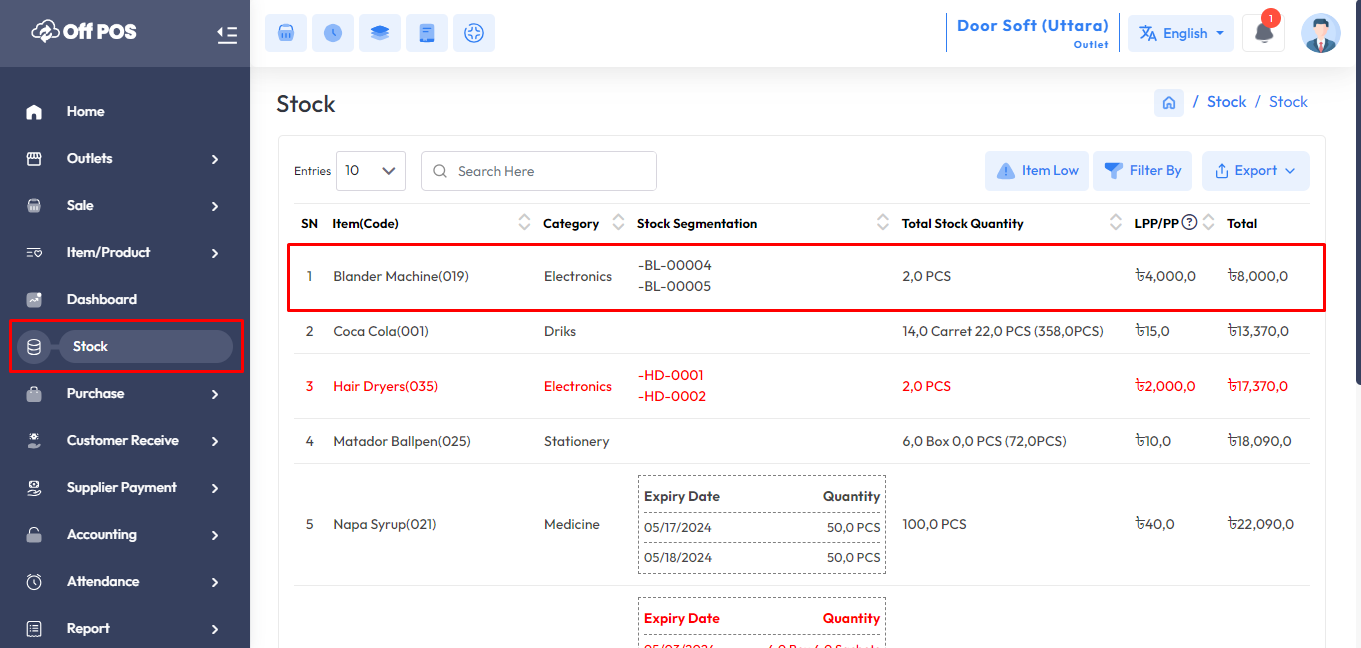 Off POS
Door Soft (Uttara)
Outlet
English
1
Home
Outlets
Sale
Item/Product
Dashboard
Stock
Purchase
Customer Receive
Supplier Payment
Accounting
Attendance
Report
Stock
/ Stock / Stock
Entries 10 Search Here Item Low Filter By Export
SN Item(Code) Category Stock Segmentation Total Stock Quantity LPP/PP ? Total
1 Blander Machine(019) Electronics -BL-00004 2,0 PCS ৳4,000,0 ৳8,000,0
-BL-00005
2 Coca Cola(001) Driks 14,0 Carret 22,0 PCS (358,0PCS) ৳15,0 ৳13,370,0
3 Hair Dryers(035) Electronics -HD-0001 2,0 PCS ৳2,000,0 ৳17,370,0
-HD-0002
4 Matador Ballpen(025) Stationery 6,0 Box 0,0 PCS (72,0PCS) ৳10,0 ৳18,090,0
Expiry Date Quantity
5 Napa Syrup(021) Medicine 05/17/2024 50,0 PCS 100,0 PCS ৳40,0 ৳22,090,0
05/18/2024 50,0 PCS
Expiry Date Quantity